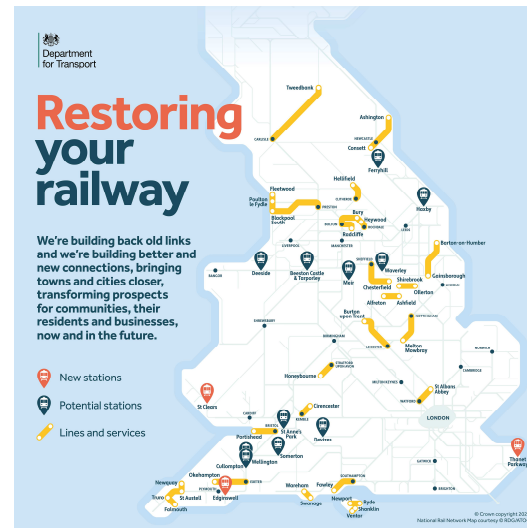 Department
for Transport
Restoring
your
railway
We're building back old links
and we're building better and
new connections, bringing
towns and cities closer,
transforming prospects
for communities, their
residents and businesses,
now and in the future.
New stations
Potential stations
Lines and services
Tweedbank
CARLISLE
Ashington
NEWCASTLE
Consett
Ferryhill
Hellifield
CLITHEROE
Fleetwood
Poulton
le Fylde
PRESTON
Blackpool
South
Bury
Heywood
BOLTON
ROCHDALE
Radcliffe
Haxby
LEEDS
LIVERPOOL
MANCHESTER
Barton-on-Humber
BANGOR
Deeside
Beeston Castle
& Tarporley
Meir
SHEFFIELD
Waverley
Gainsborough
Chesterfield
Shirebrook
Ollerton
Alfreton
Ashfield
Burton
upon Trent
LEICESTER
Melton
Mowbray
SHREWSBURY
BIRMINGHAM
NORWICH
STRATFORD
UPON AVON
Honeybourne
MILTON KEYNES
CAMBRIDGE
St Albans
Abbey
WATFORD
St Clears
CARDIFF
Cirencester
KEMBLE
LONDON
BRISTOL
St Anne's
Park
Devizes
Portishead
Somerton
Cullompton
Wellington
Thanet
Parkway
GATWICK
BRIGHTON
Okehampton
EXETER
Newquay
PLYMOUTH
Edginswell
Truro
St Austell
Falmouth
Wareham
Swanage
SOUTHAMPTON
Fawley
Newport
Ryde
Shanklin
Ventor
© Crown copyright
National Rail Network Map courtesy © RDG/ATOC